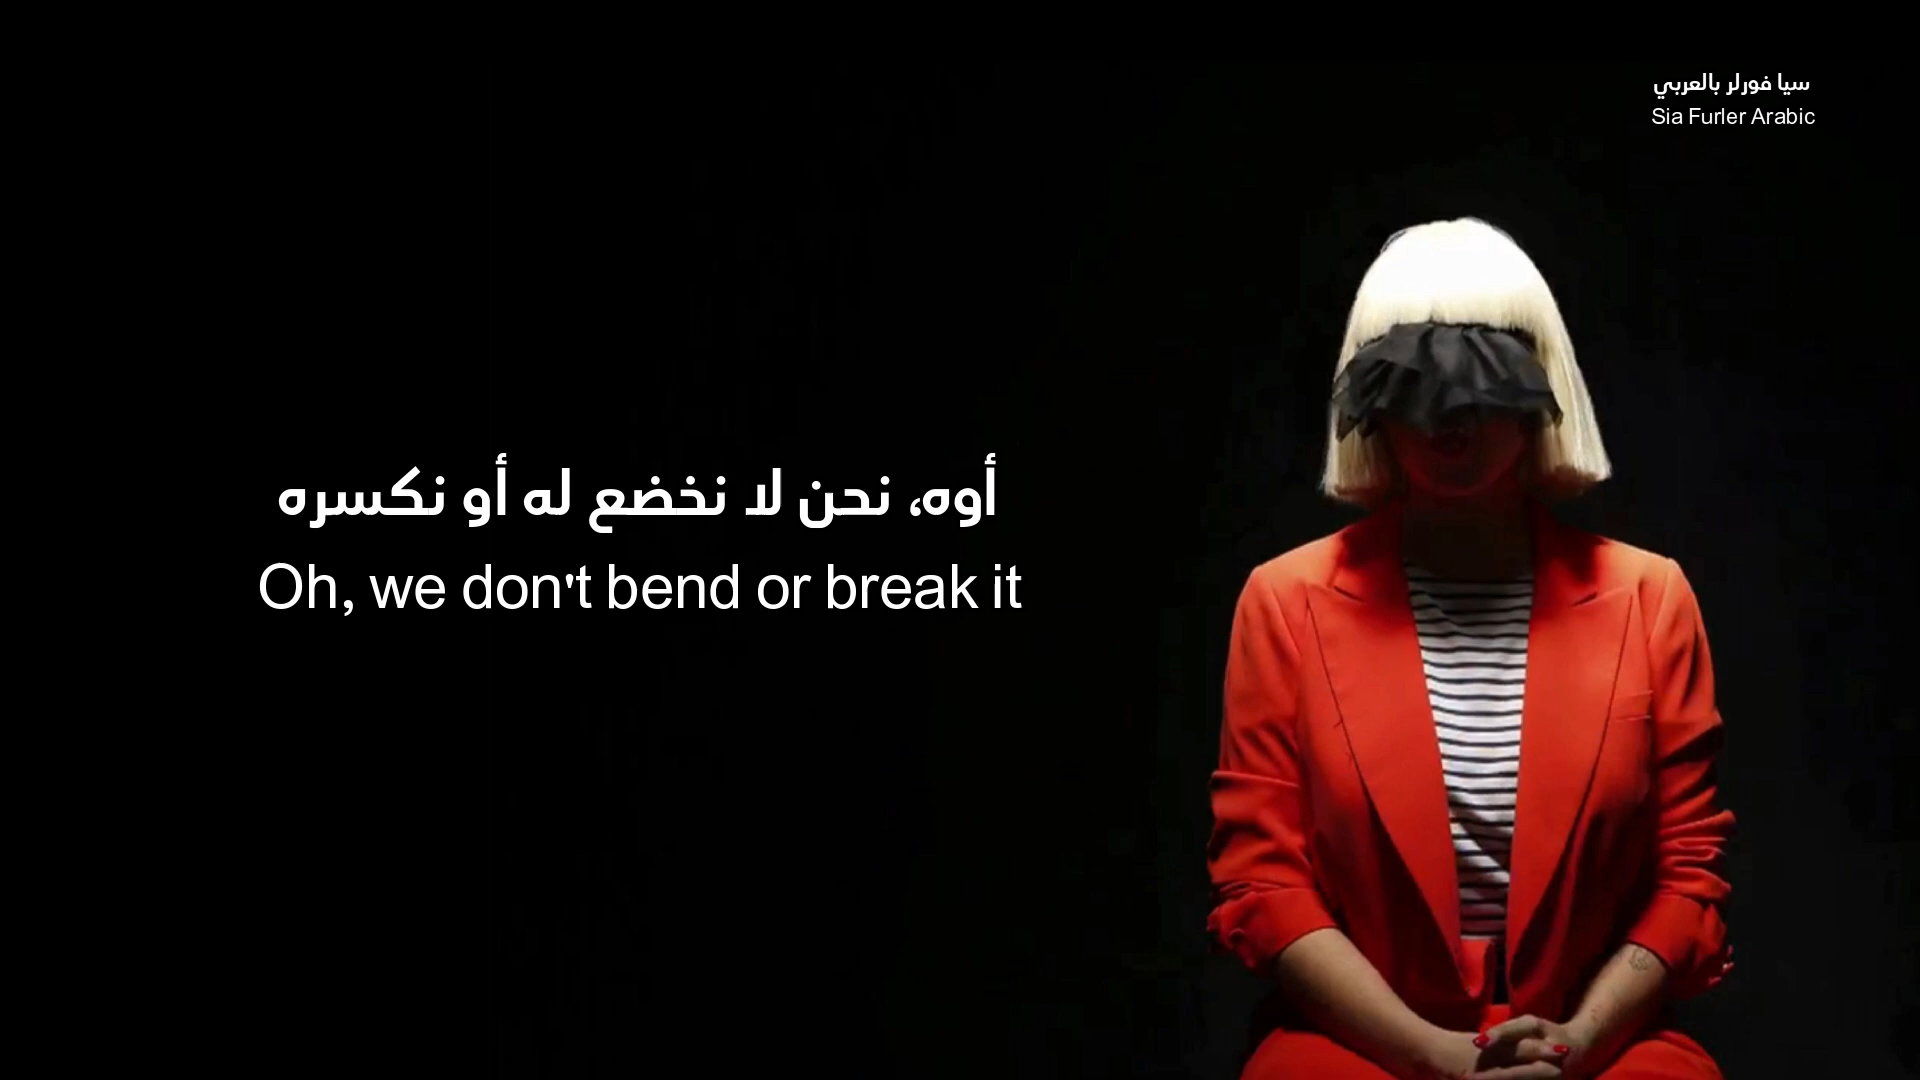 سيا فورلر بالعربي
Sia Furler Arabic
أوه، نحن لا نخضع له أو نكسره
Oh, we don't bend or break it